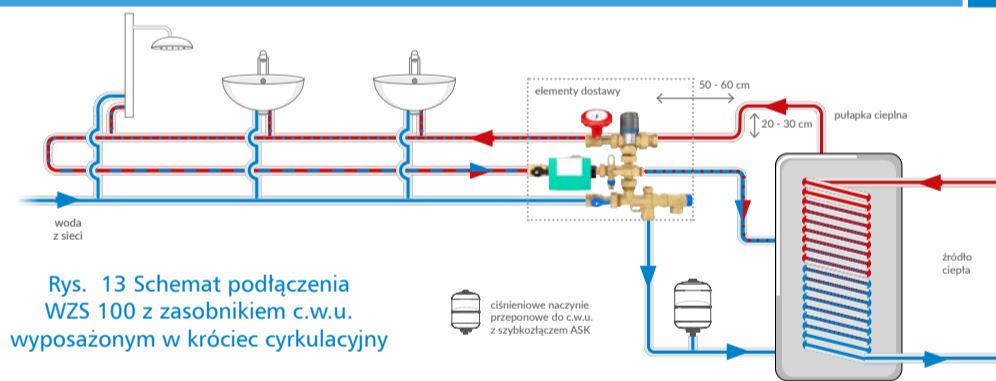 elementy dostawy
50 - 60 cm
20 - 30 cm
pułapka cieplna
woda
z sieci
źródło
ciepła
Rys. 13 Schemat podłączenia
WZS 100 z zasobnikiem c.w.u.
wyposażonym w króciec cyrkulacyjny
ciśnieniowe naczynie
przeponowe do c.w.u.
z szybkozłączem ASK